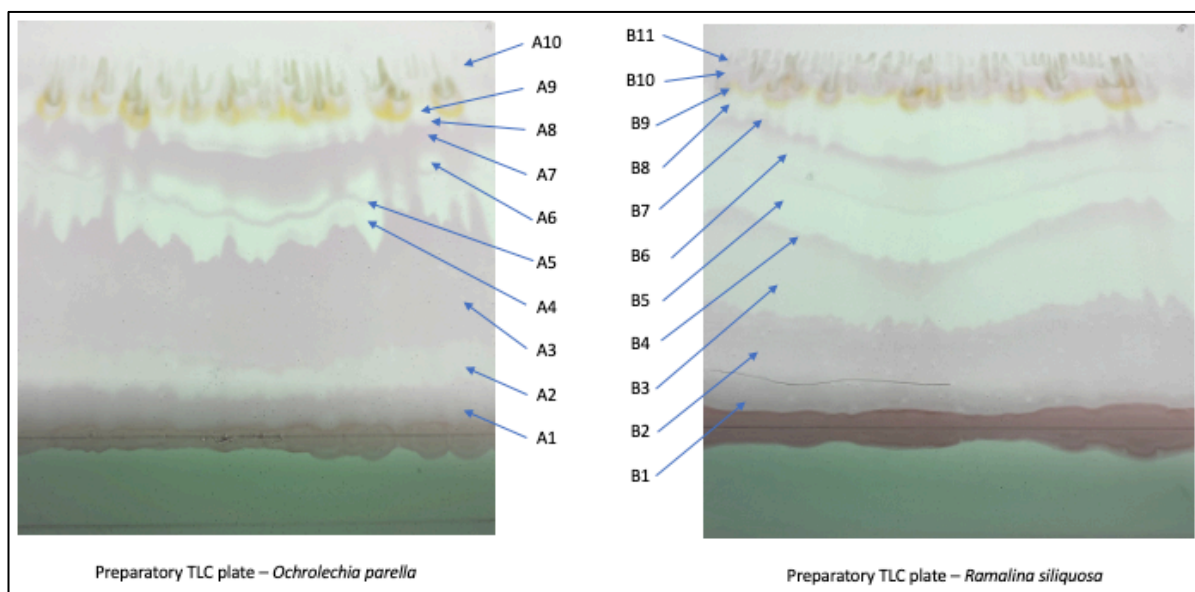 A10
A9
A8
A7
A6
A5
A4
A3
A2
A1
Preparatory TLC plate – Ochrolechia parella
B11
B10
B9
B8
B7
B6
B5
B4
B3
B2
B1
Preparatory TLC plate – Ramalina siliquosa